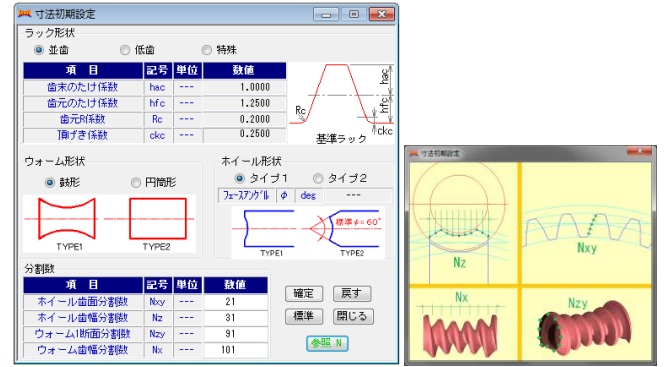 寸法初期設定
ラック形状
並歯 低歯 特殊
項 目 記号 単位 数値
歯末のたけ係数 hac --- 1.0000
歯元のたけ係数 hfc --- 1.2500
歯元R係数 Rc --- 0.2000
頂げき係数 ckc --- 0.2500
hac
hfc
Rc
ckc
基準ラック
ウォーム形状
鼓形 円筒形
TYPE1 TYPE2
ホイール形状
タイプ1 タイプ2
フェースアングル φ deg ---
標準φ=60°
TYPE1 TYPE2
分割数
項 目 記号 単位 数値
ホイール歯面分割数 Nxy --- 21
ホイール歯幅分割数 Nz --- 31
ウォーム1断面分割数 Nzy --- 91
ウォーム歯幅分割数 Nx --- 101
確定 戻す
標準 閉じる
参照 N
寸法初期設定
Nz
Nxy
Nx
Nzy